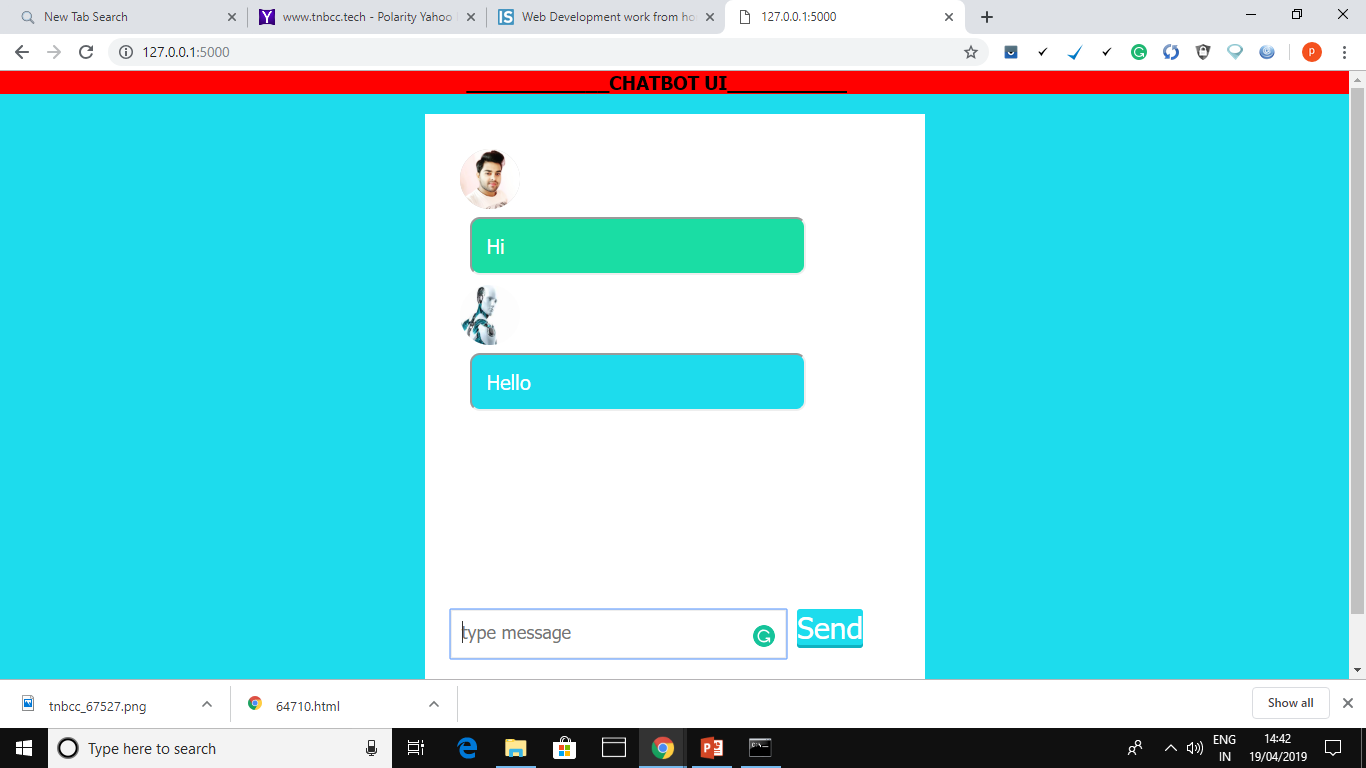 New Tab Search
www.tnbcc.tech - Polarity Yahoo
Web Development work from ho
127.0.0.1:5000
127.0.0.1:5000
P
CHATBOT UI
Hi
Hello
type message
Send
tnbcc_67527.png
64710.html
Show all
Type here to search
ENG
IN
14:42
19/04/2019